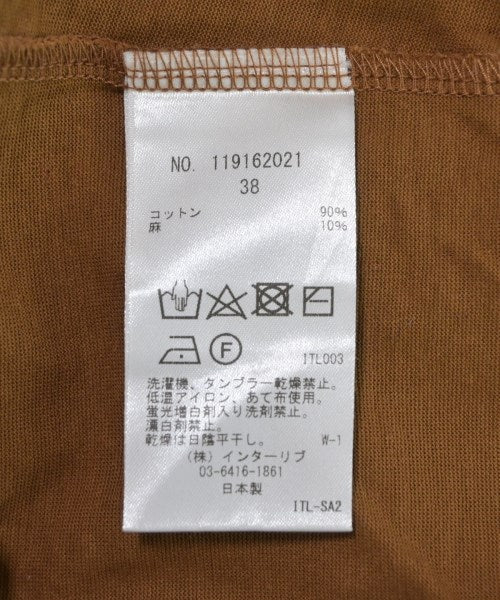 NO. 119162021
38
コットン 90%
麻 10%
F
ITL003
洗濯機、タンブラー乾燥禁止。
低温アイロン、あて布使用。
蛍光増白剤入り洗剤禁止。
漂白剤禁止。
乾燥は日陰平干し。 W-1
(株) インターリブ
03-6416-1861
日本製
ITL-SA2